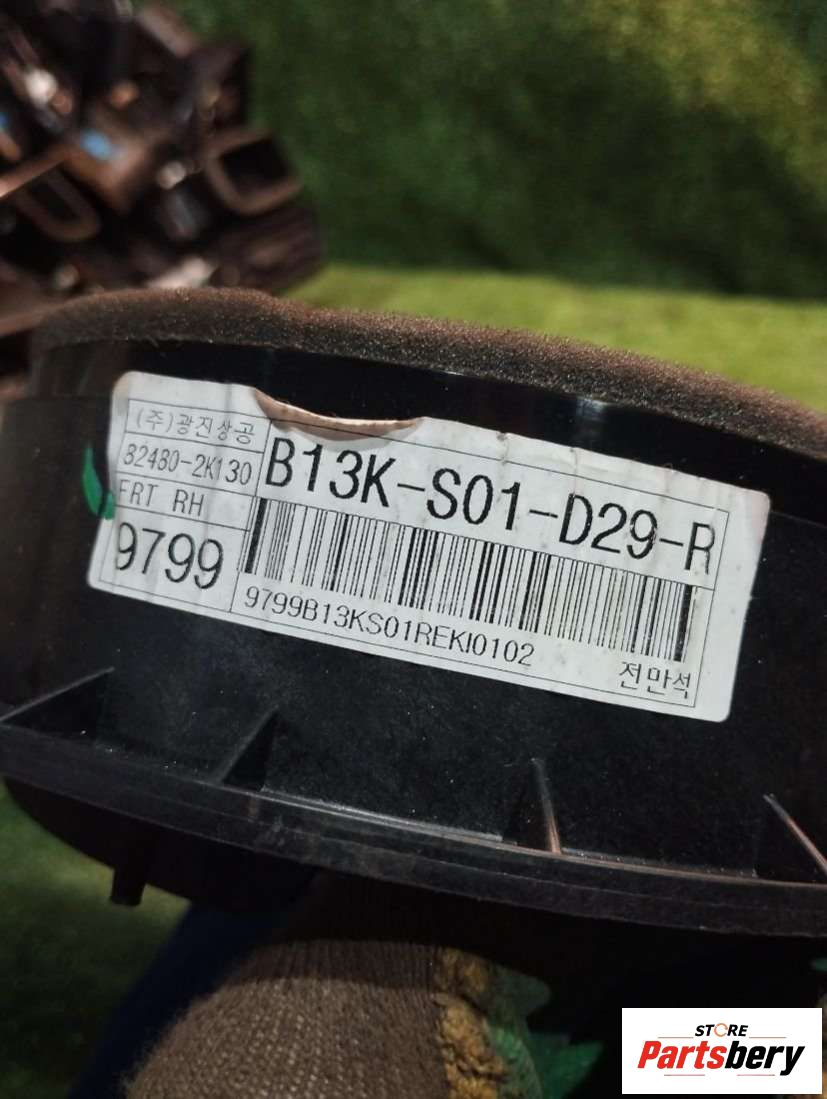 (주)광진상공
82480-2K130
FRT RH
9799
B13K-S01-D29-R
9799B13KS01REKI0102
전만석
STORE
Partsbery